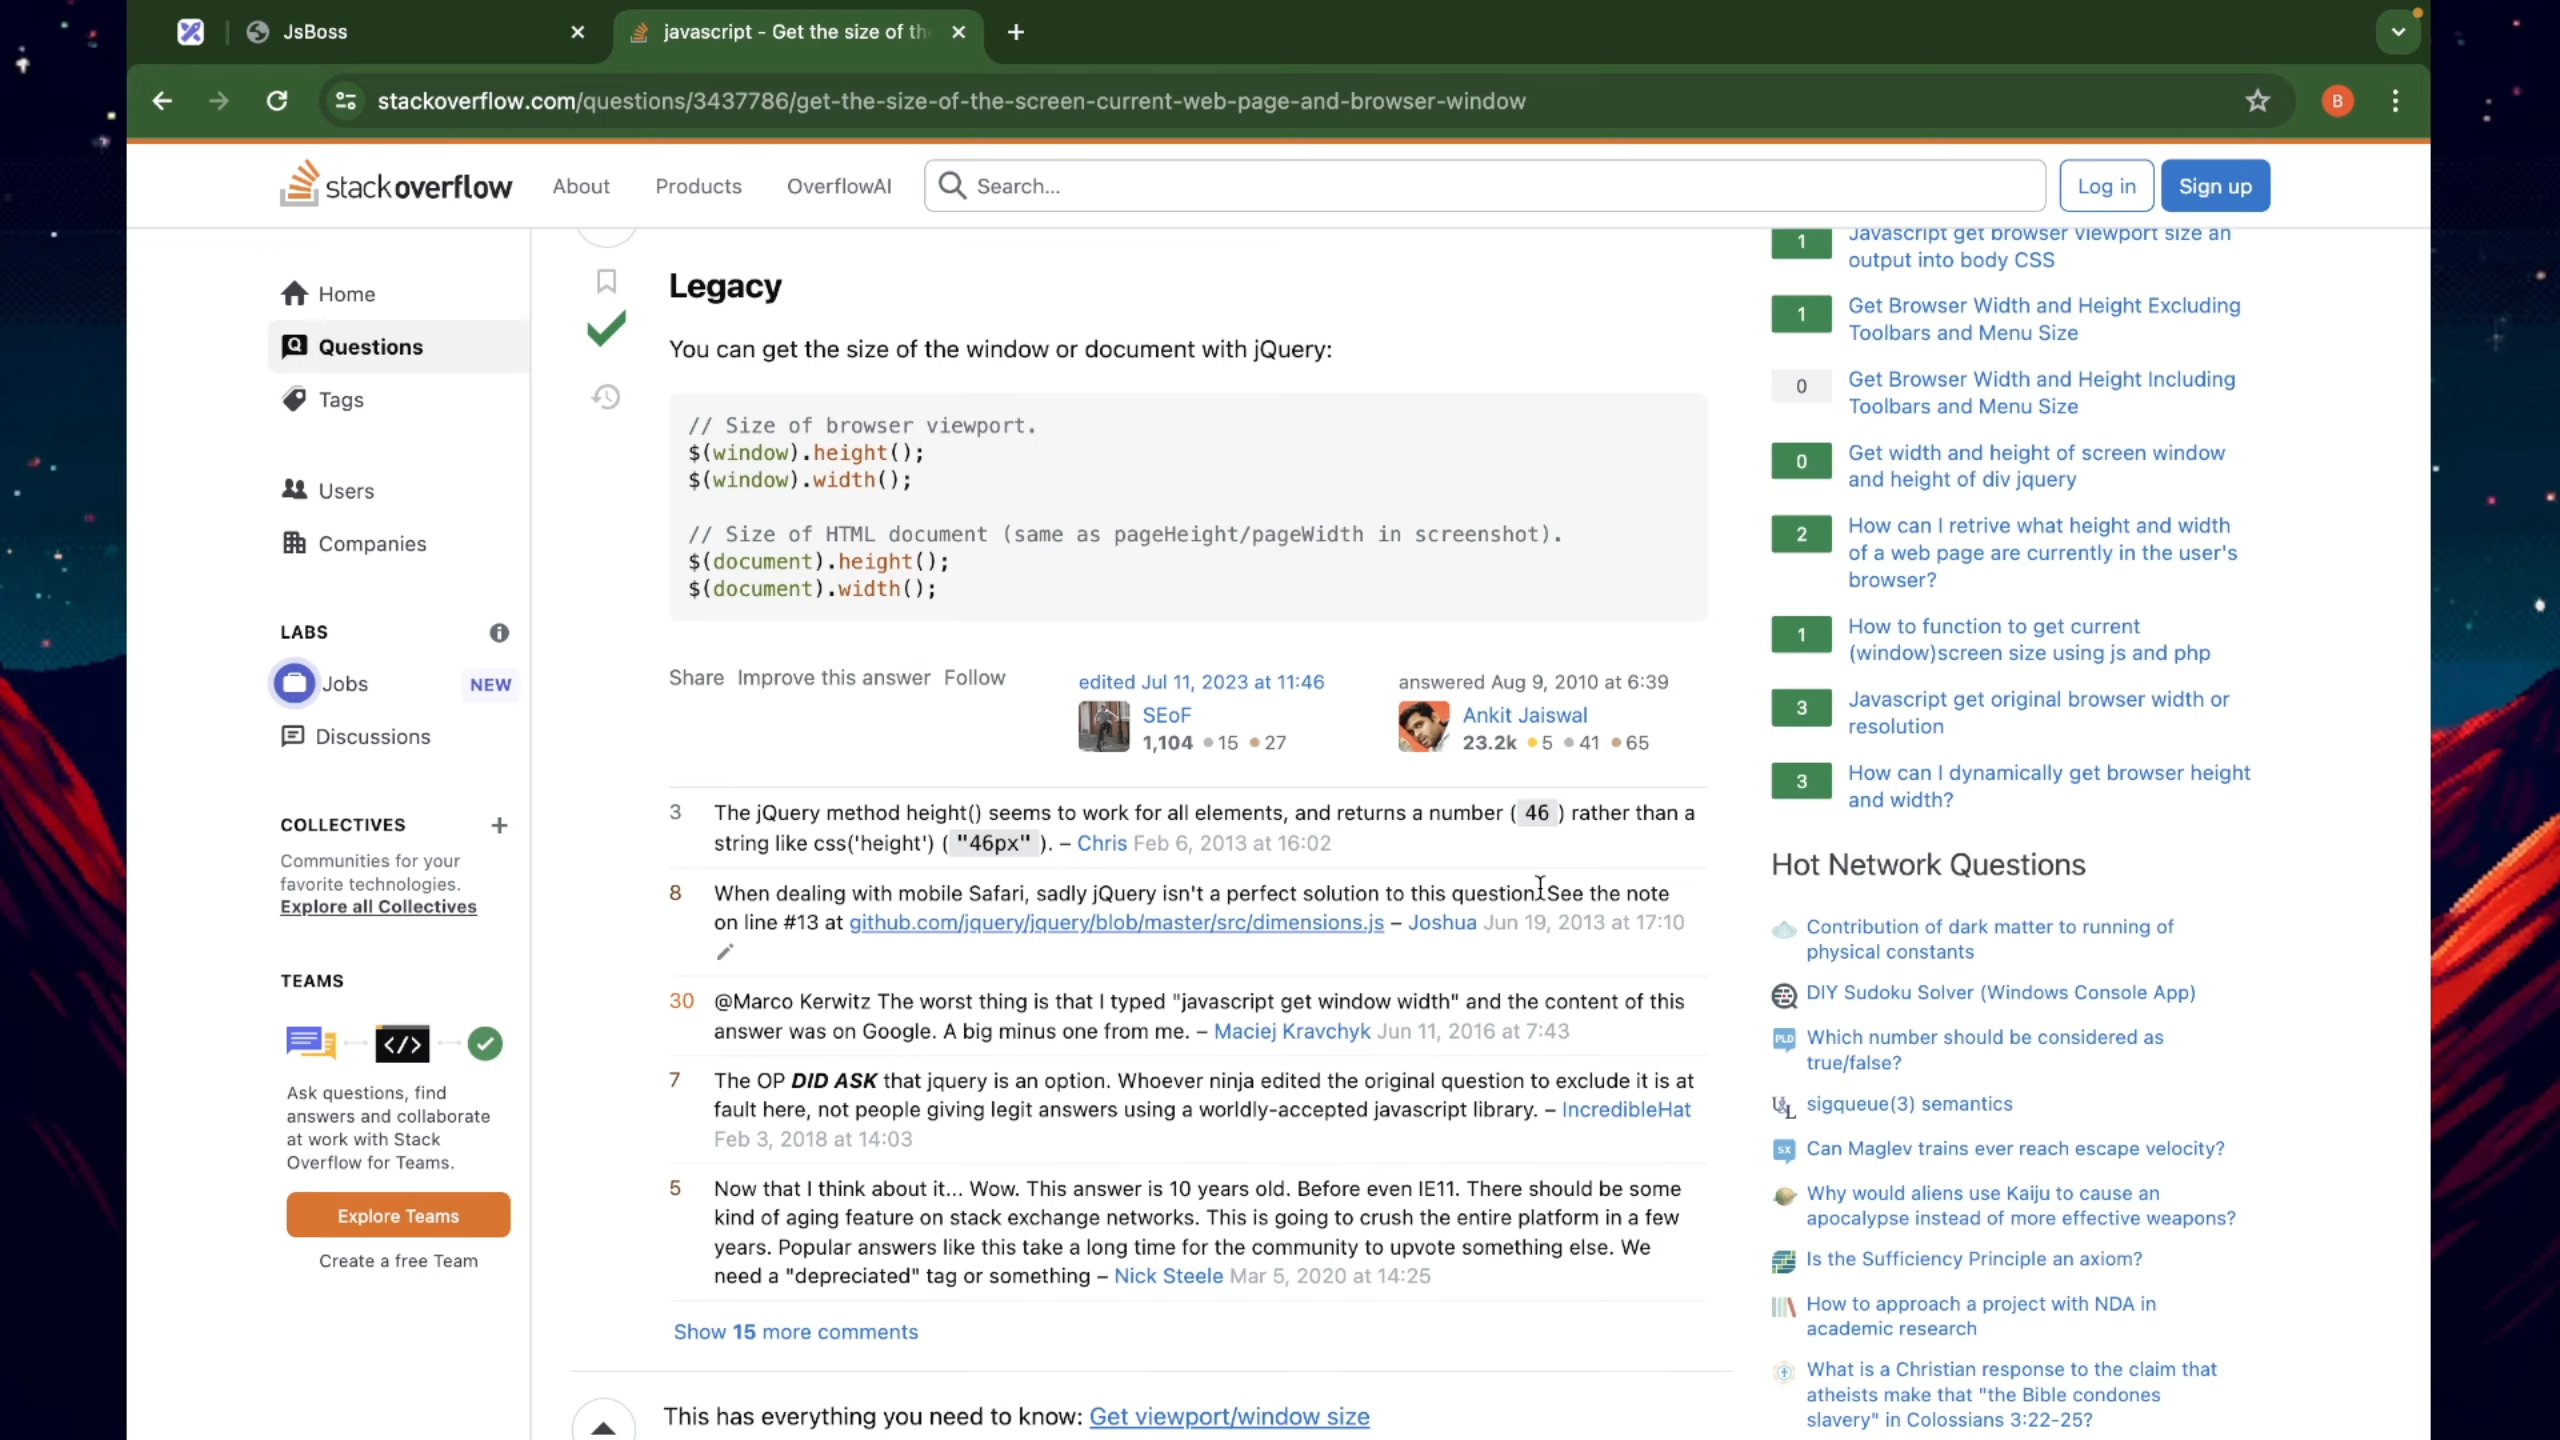 JsBoss
javascript - Get the size of the
stackoverflow.com/questions/3437786/get-the-size-of-the-screen-current-web-page-and-browser-window
B
stackoverflow
About
Products
OverflowAI
Search...
Log in
Sign up
Home
Questions
Tags
Users
Companies
LABS
Jobs
NEW
Discussions
COLLECTIVES
Communities for your
favorite technologies.
Explore all Collectives
TEAMS
Ask questions, find
answers and collaborate
at work with Stack
Overflow for Teams.
Explore Teams
Create a free Team
Legacy
You can get the size of the window or document with jQuery:
// Size of browser viewport.
$(window).height();
$(window).width();
// Size of HTML document (same as pageHeight/pageWidth in screenshot).
$(document).height();
$(document).width();
Share Improve this answer Follow
edited Jul 11, 2023 at 11:46
SEoF
1,104 15 27
answered Aug 9, 2010 at 6:39
Ankit Jaiswal
23.2k 5 41 65
3 The jQuery method height() seems to work for all elements, and returns a number ( 46 ) rather than a
string like css('height') ( "46px" ). – Chris Feb 6, 2013 at 16:02
8 When dealing with mobile Safari, sadly jQuery isn't a perfect solution to this question. See the note
on line #13 at github.com/jquery/jquery/blob/master/src/dimensions.js – Joshua Jun 19, 2013 at 17:10
30 @Marco Kerwitz The worst thing is that I typed "javascript get window width" and the content of this
answer was on Google. A big minus one from me. – Maciej Kravchyk Jun 11, 2016 at 7:43
7 The OP DID ASK that jquery is an option. Whoever ninja edited the original question to exclude it is at
fault here, not people giving legit answers using a worldly-accepted javascript library. – IncredibleHat
Feb 3, 2018 at 14:03
5 Now that I think about it... Wow. This answer is 10 years old. Before even IE11. There should be some
kind of aging feature on stack exchange networks. This is going to crush the entire platform in a few
years. Popular answers like this take a long time for the community to upvote something else. We
need a "depreciated" tag or something – Nick Steele Mar 5, 2020 at 14:25
Show 15 more comments
This has everything you need to know: Get viewport/window size
1 Javascript get browser viewport size an
output into body CSS
1 Get Browser Width and Height Excluding
Toolbars and Menu Size
0 Get Browser Width and Height Including
Toolbars and Menu Size
0 Get width and height of screen window
and height of div jquery
2 How can I retrive what height and width
of a web page are currently in the user's
browser?
1 How to function to get current
(window)screen size using js and php
3 Javascript get original browser width or
resolution
3 How can I dynamically get browser height
and width?
Hot Network Questions
Contribution of dark matter to running of
physical constants
DIY Sudoku Solver (Windows Console App)
PLD Which number should be considered as
true/false?
sigqueue(3) semantics
SX Can Maglev trains ever reach escape velocity?
Why would aliens use Kaiju to cause an
apocalypse instead of more effective weapons?
Is the Sufficiency Principle an axiom?
How to approach a project with NDA in
academic research
What is a Christian response to the claim that
atheists make that "the Bible condones
slavery" in Colossians 3:22-25?